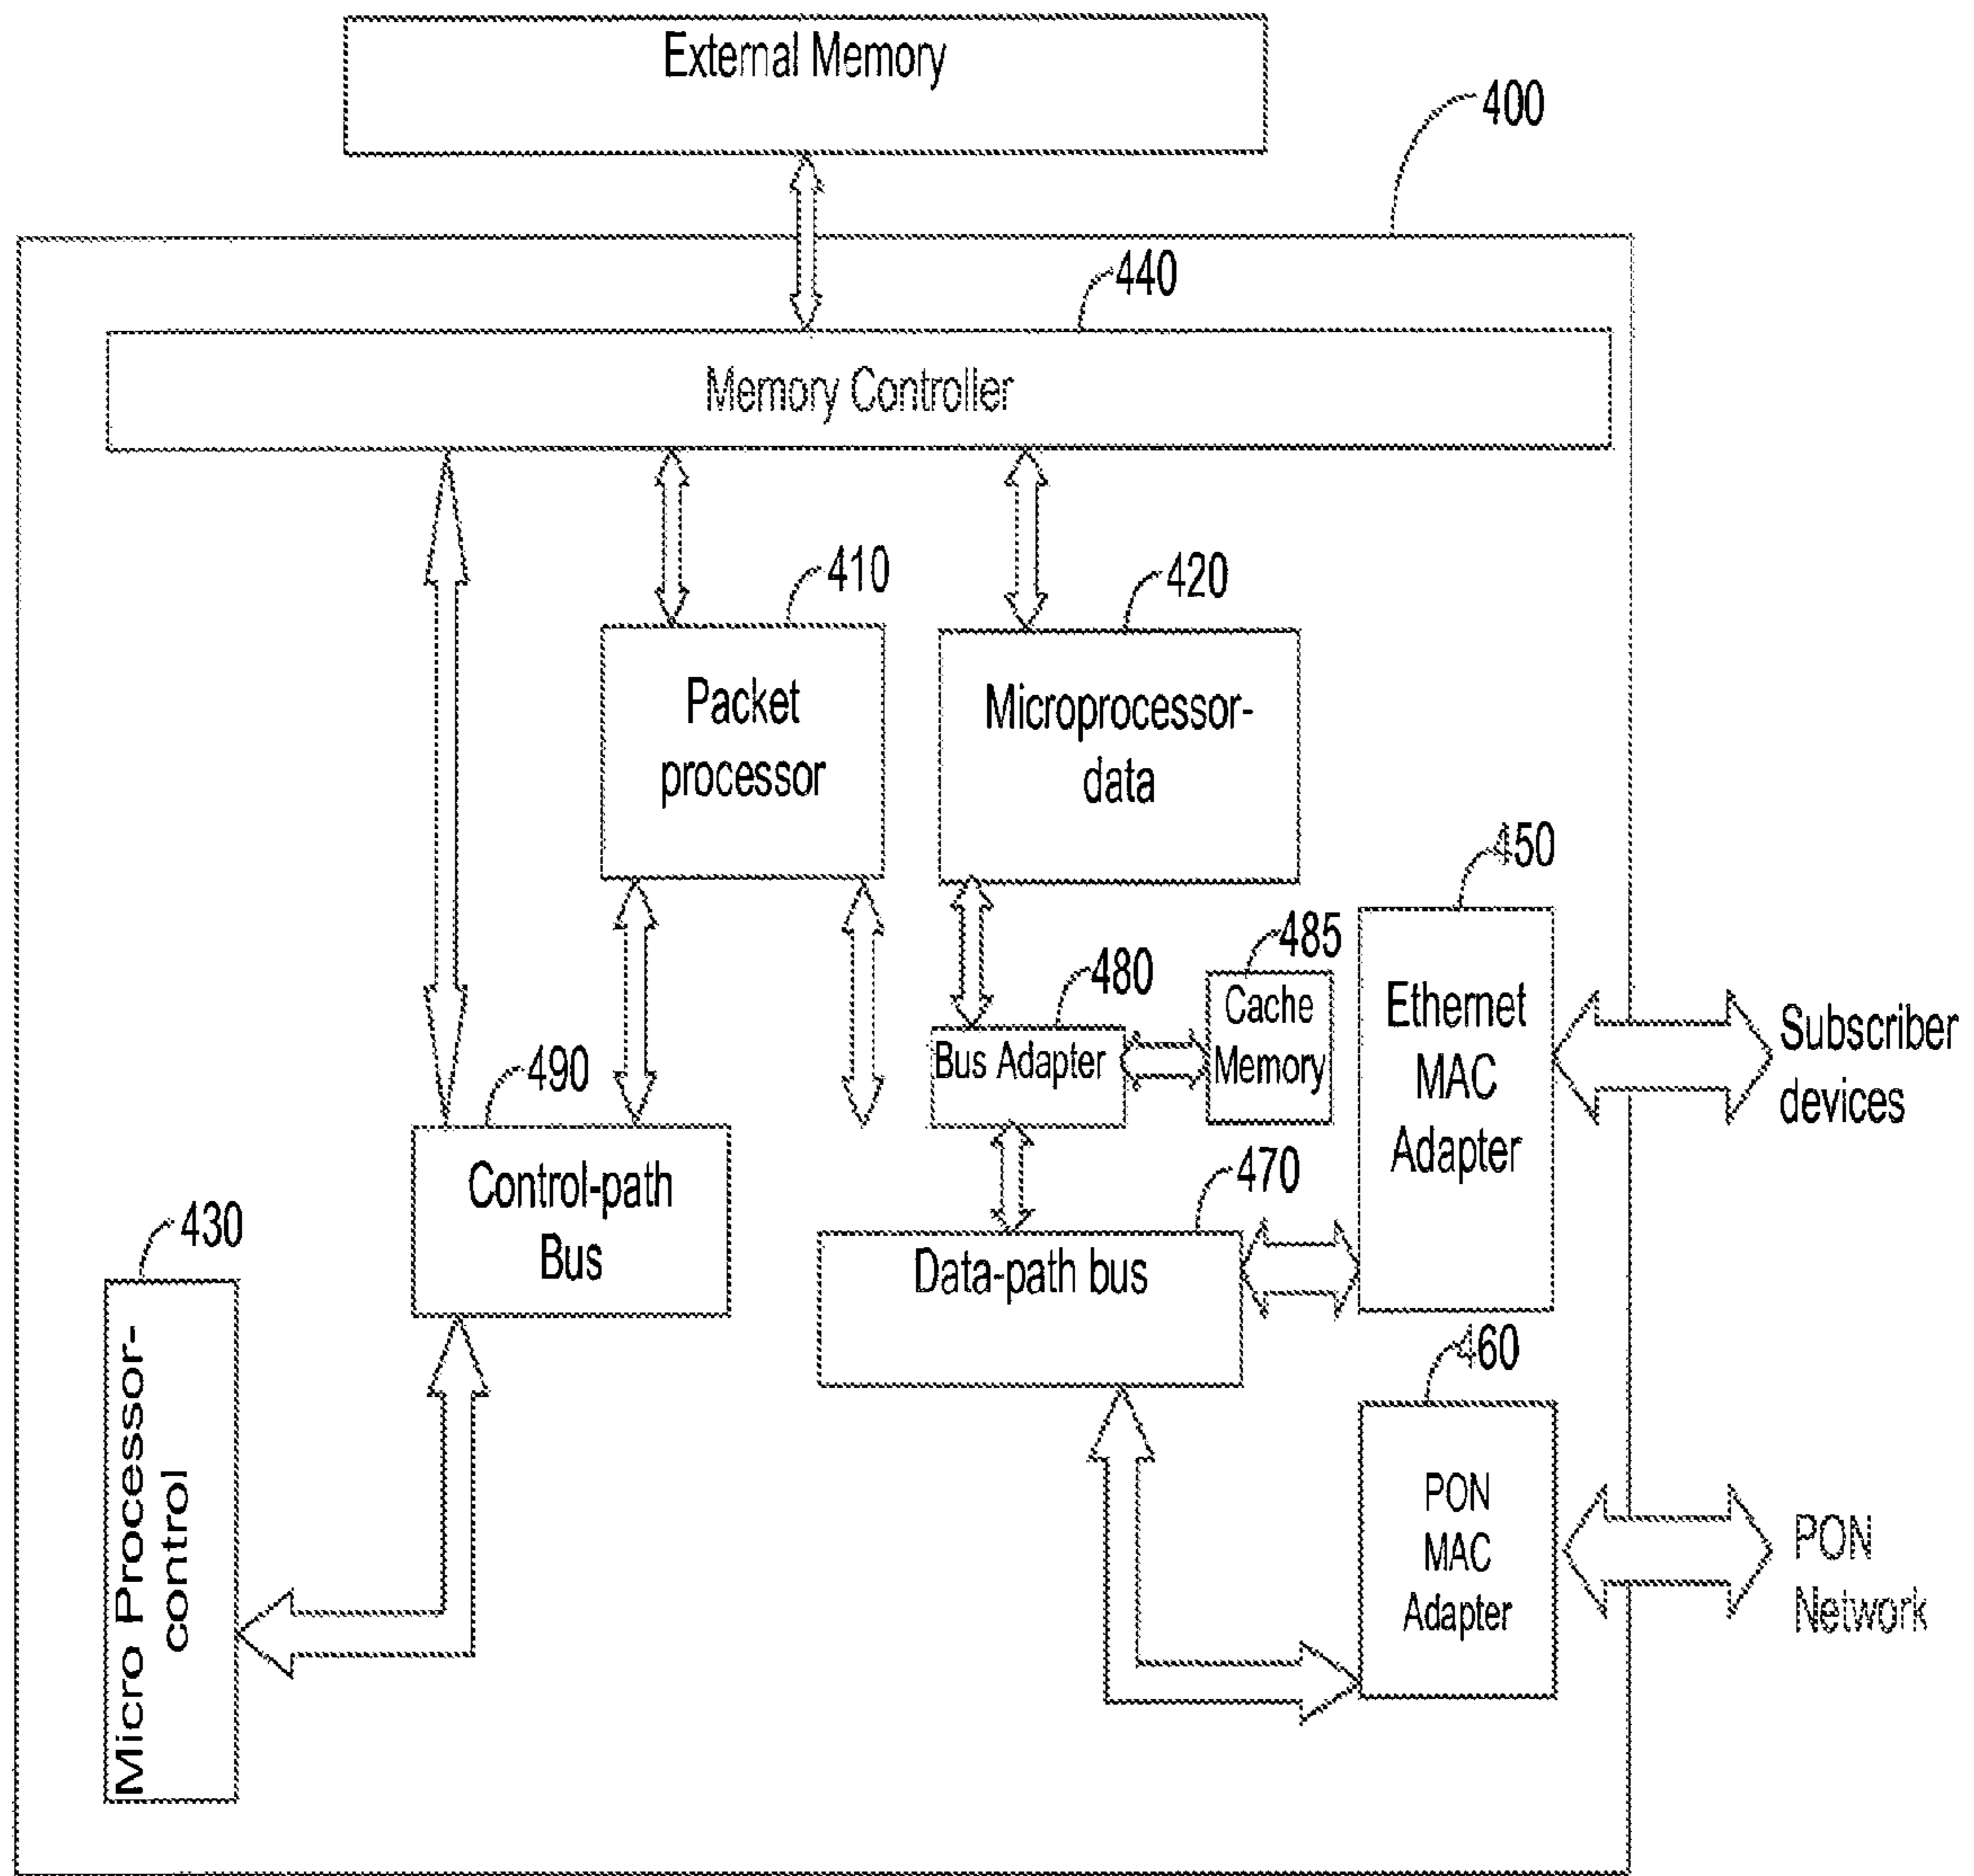 External Memory
400
440
Memory Controller
410
420
Packet
processor
Microprocessor-
data
450
485
480
Cache
Memory
Bus Adapter
Ethernet
MAC
Adapter
Subscriber
devices
490
Control-path
Bus
470
Data-path bus
430
Micro Processor-
control
460
PON
MAC
Adapter
PON
Network